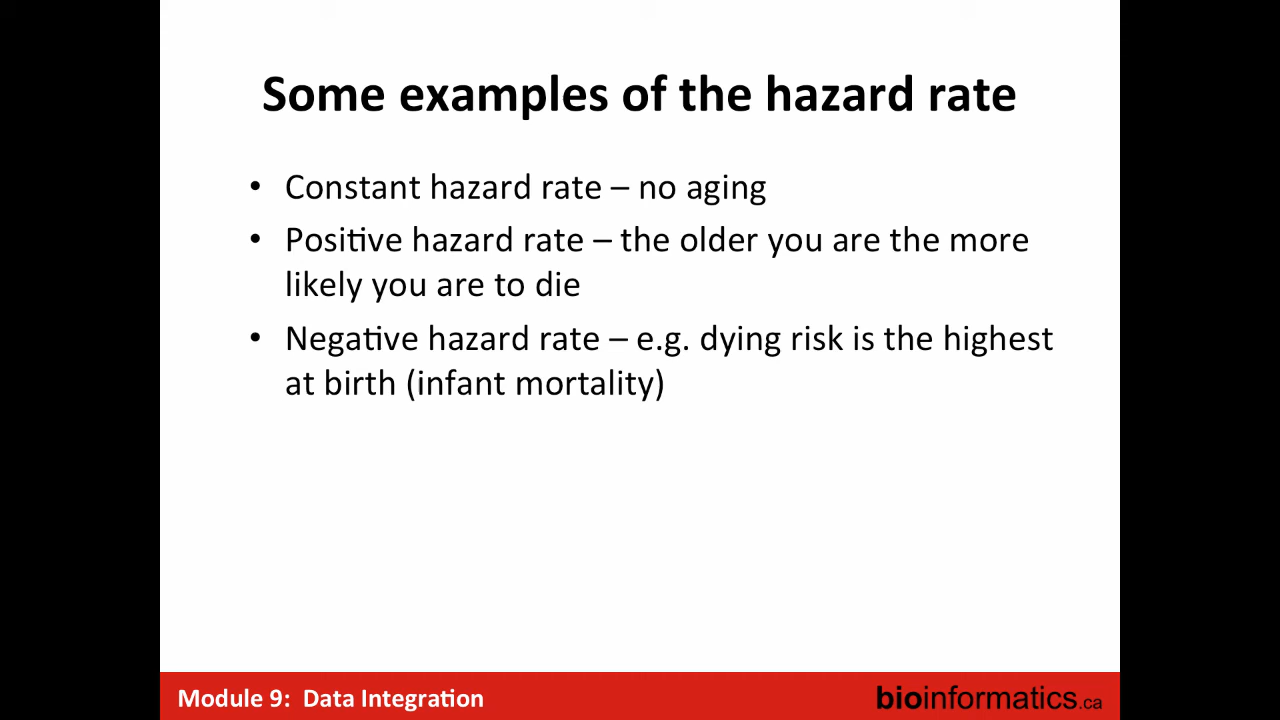 Some examples of the hazard rate
• Constant hazard rate – no aging
• Positive hazard rate – the older you are the more
likely you are to die
• Negative hazard rate – e.g. dying risk is the highest
at birth (infant mortality)
Module 9: Data Integration
bioinformatics.ca